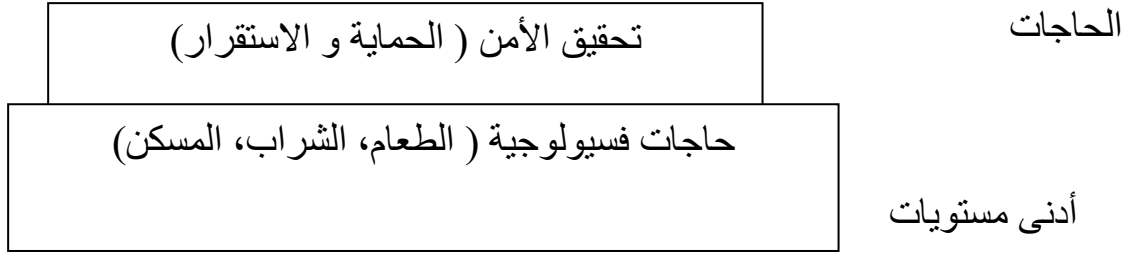 الحاجات
تحقيق الأمن ( الحماية و الاستقرار)
حاجات فسيولوجية ( الطعام، الشراب، المسكن)
أدنى مستويات